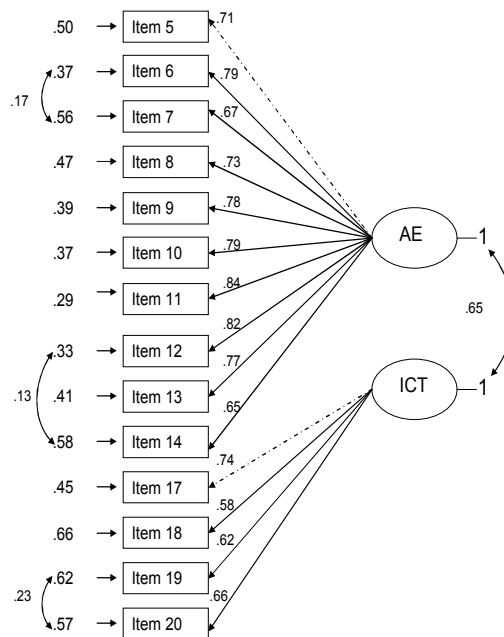 .50 Item 5 .71
.37 Item 6 .79
.17
.56 Item 7 .67
.47 Item 8 .73
.39 Item 9 .78
AE 1
.37 Item 10 .79
.29 Item 11 .84
.65
.33 Item 12 .82
.13
.41 Item 13 .77
ICT 1
.58 Item 14 .65
.45 Item 17 .74
.66 Item 18 .58
.62 Item 19 .62
.23
.57 Item 20 .66